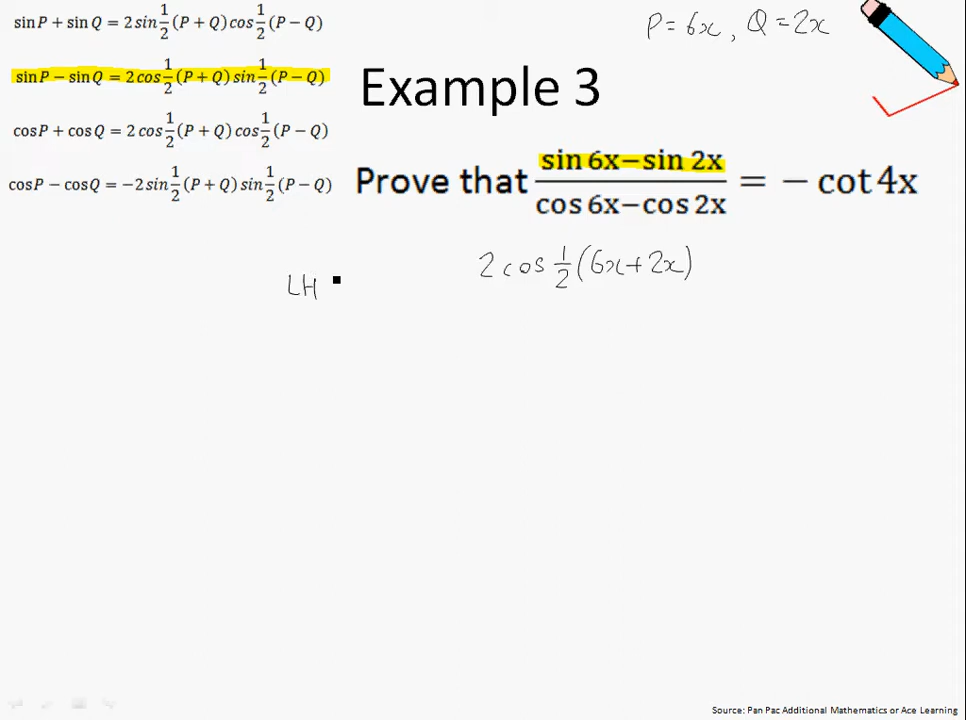 sinP + sinQ = 2sin½(P + Q)cos½(P − Q)
P = 6x, Q = 2x
sinP − sinQ = 2cos½(P + Q)sin½(P − Q)
Example 3
cosP + cosQ = 2cos½(P + Q)cos½(P − Q)
cosP − cosQ = −2sin½(P + Q)sin½(P − Q)
Prove that (sin 6x−sin 2x)/(cos 6x−cos 2x) = − cot 4x
2 cos ½ (6x + 2x)
LH
Source: Pan Pac Additional Mathematics or Ace Learning